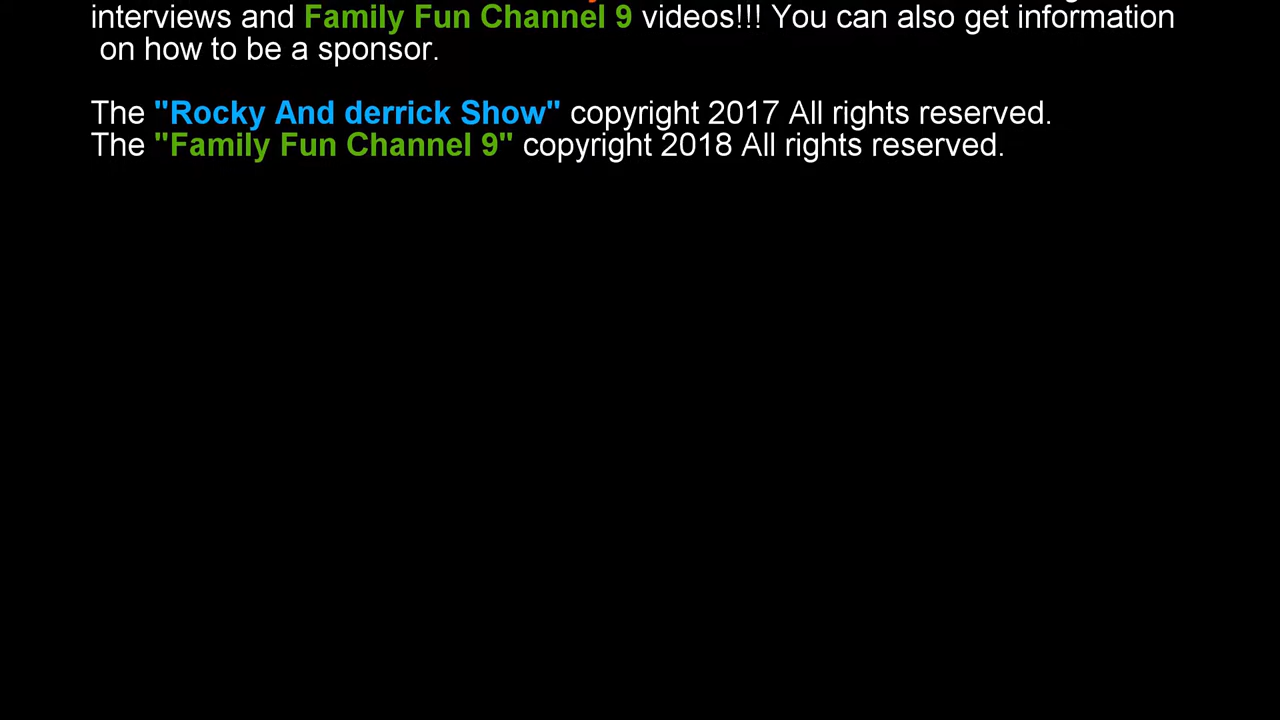 interviews and Family Fun Channel 9 videos!!! You can also get information
on how to be a sponsor.
The "Rocky And derrick Show" copyright 2017 All rights reserved.
The "Family Fun Channel 9" copyright 2018 All rights reserved.